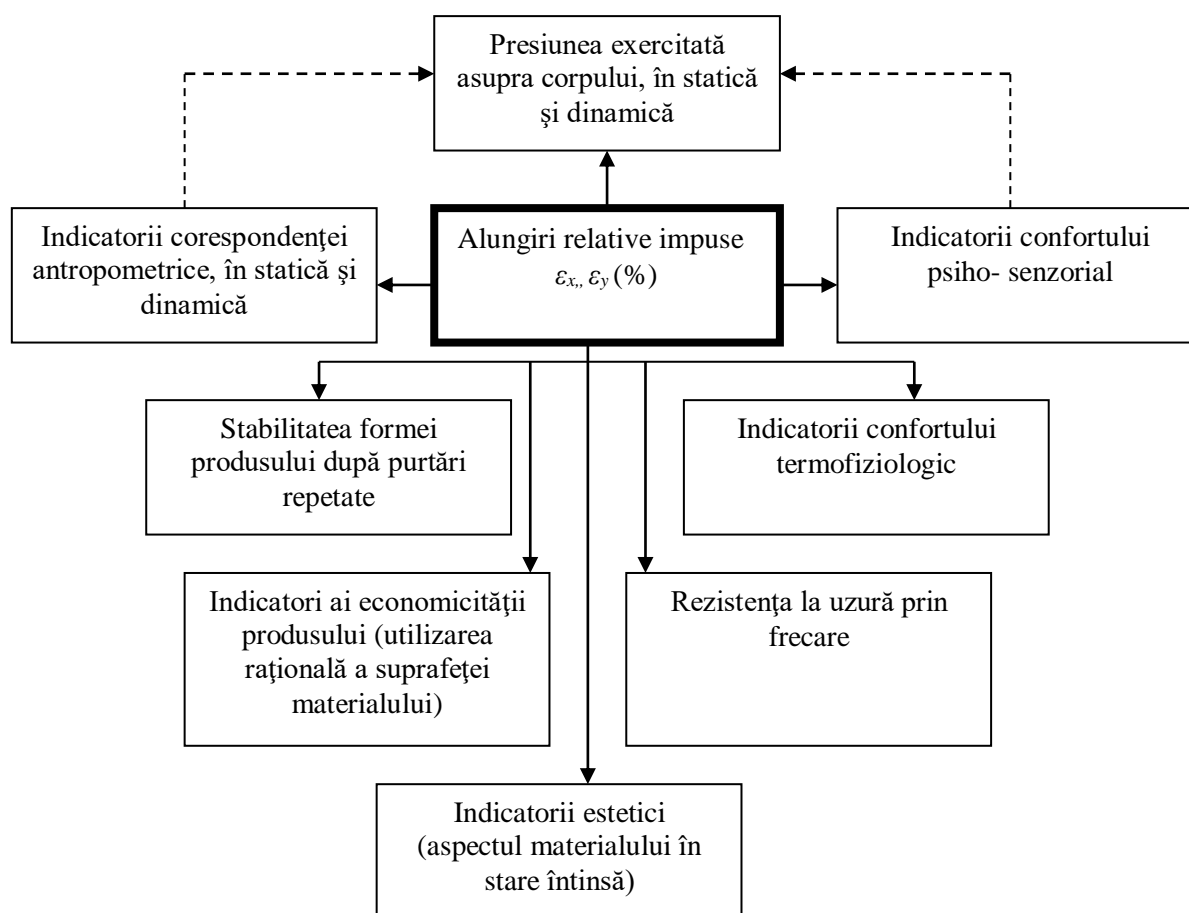 Presiunea exercitată
asupra corpului, în statică
şi dinamică
Indicatorii corespondenţei
antropometrice, în statică şi
dinamică
Alungiri relative impuse
εx,, εy (%)
Indicatorii confortului
psiho- senzorial
Stabilitatea formei
produsului după purtări
repetate
Indicatorii confortului
termofiziologic
Indicatori ai economicităţii
produsului (utilizarea
raţională a suprafeţei
materialului)
Rezistenţa la uzură prin
frecare
Indicatorii estetici
(aspectul materialului în
stare întinsă)